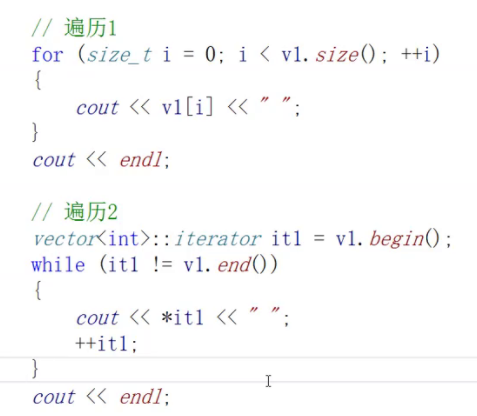 // 遍历1
for (size_t i = 0; i < v1.size(); ++i)
{
cout << v1[i] << " ";
}
cout << endl;
// 遍历2
vector<int>::iterator it1 = v1.begin();
while (it1 != v1.end())
{
cout << *it1 << " ";
++it1;
}
cout << endl;